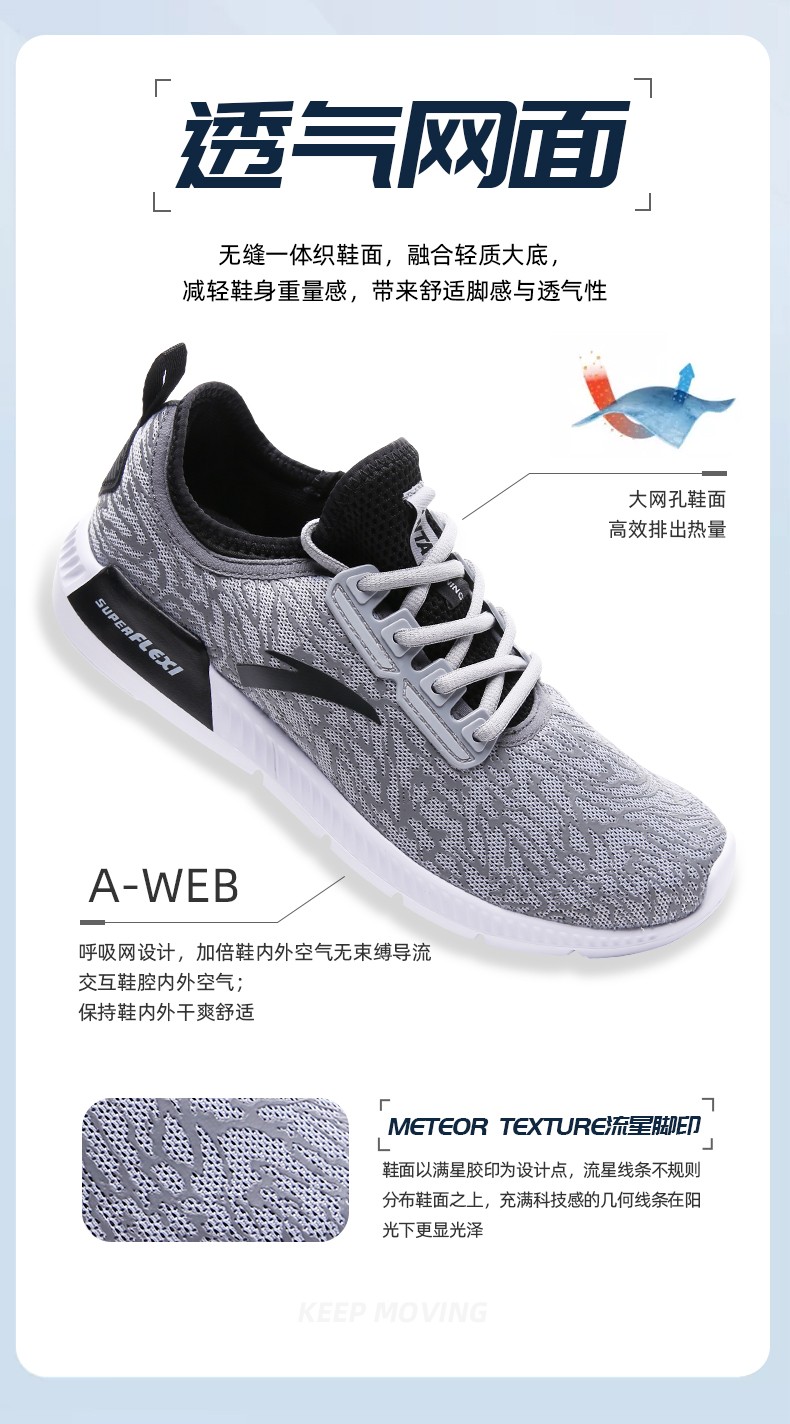 透气网面
无缝一体织鞋面，融合轻质大底，
减轻鞋身重量感，带来舒适脚感与透气性
大网孔鞋面
高效排出热量
SUPERFLEXI
A-WEB
呼吸网设计，加倍鞋内外空气无束缚导流
交互鞋腔内外空气；
保持鞋内外干爽舒适
METEOR TEXTURE流星脚印
鞋面以满星胶印为设计点，流星线条不规则
分布鞋面之上，充满科技感的几何线条在阳
光下更显光泽
KEEP MOVING